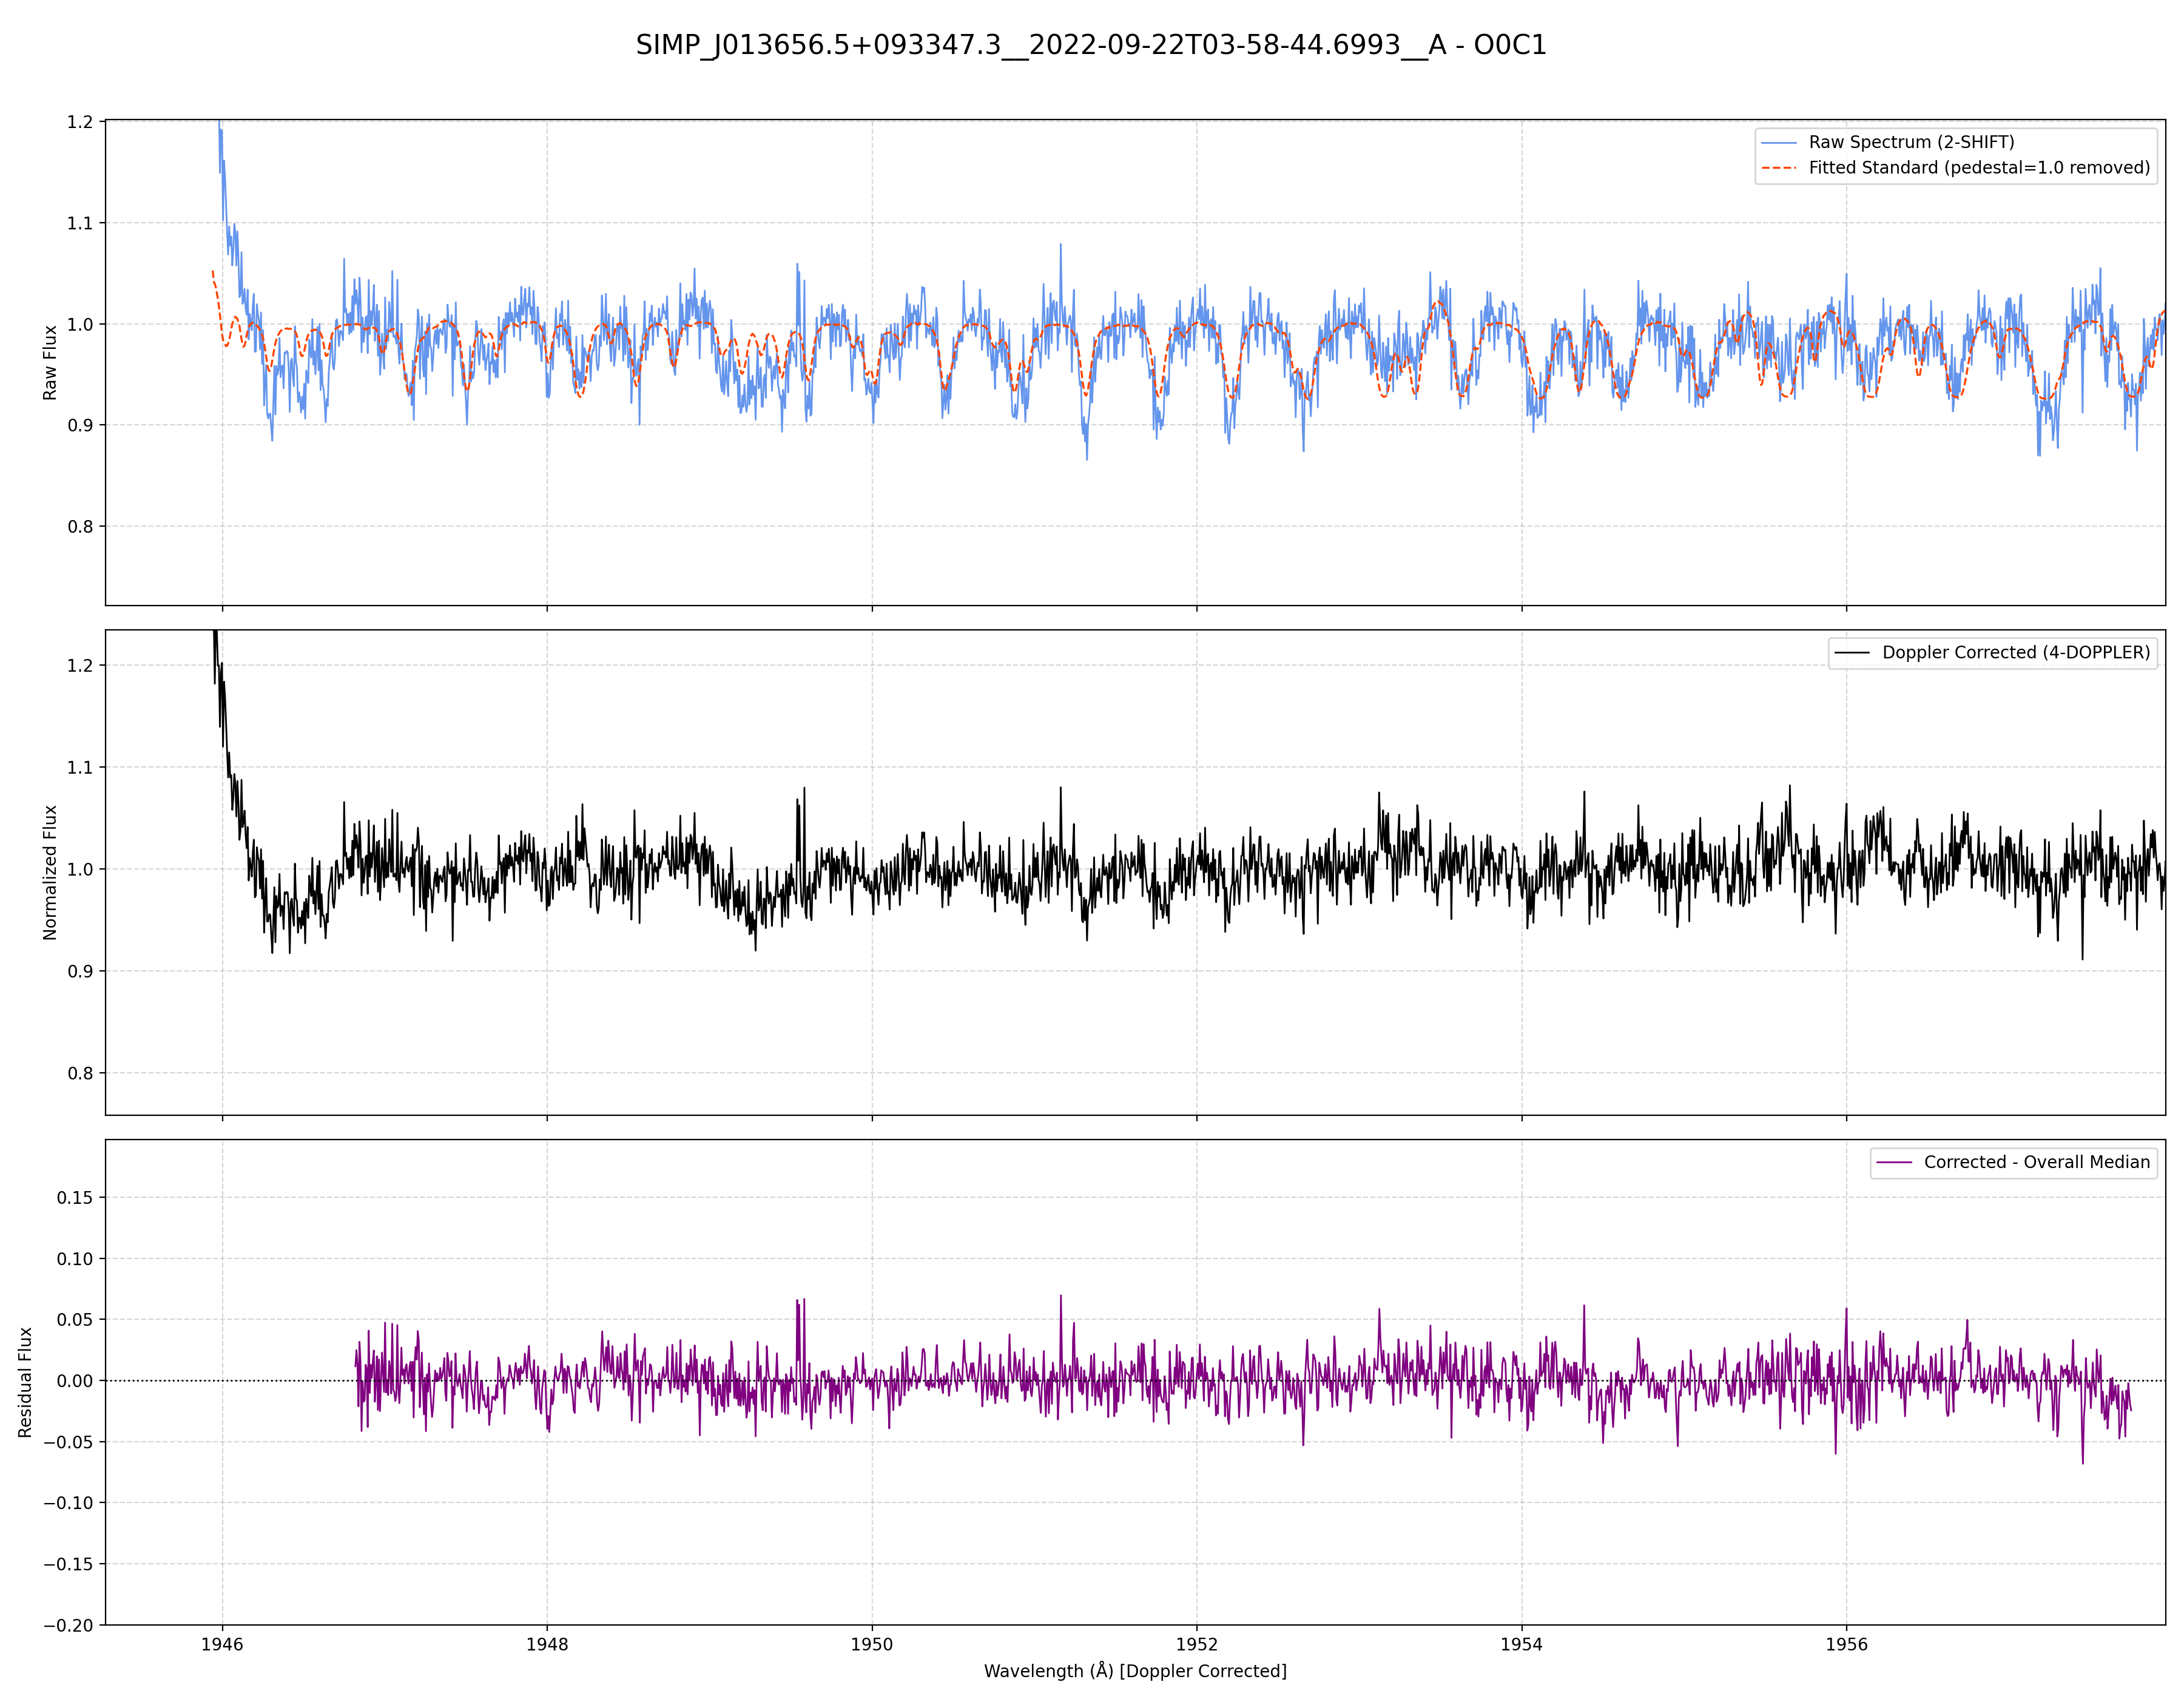 SIMP_J013656.5+093347.3__2022-09-22T03-58-44.6993__A - O0C1
1.2
1.1
1.0
0.9
0.8
Raw Flux
Raw Spectrum (2-SHIFT)
Fitted Standard (pedestal=1.0 removed)
1.2
1.1
1.0
0.9
0.8
Normalized Flux
Doppler Corrected (4-DOPPLER)
0.15
0.10
0.05
0.00
−0.05
−0.10
−0.15
−0.20
Residual Flux
Corrected - Overall Median
1946
1948
1950
1952
1954
1956
Wavelength (Å) [Doppler Corrected]